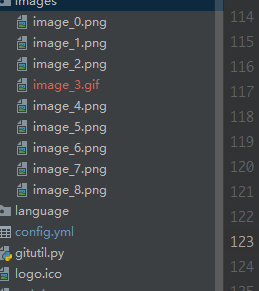 images
image_0.png
image_1.png
image_2.png
image_3.gif
image_4.png
image_5.png
image_6.png
image_7.png
image_8.png
language
config.yml
gitutil.py
logo.ico
114
115
116
117
118
119
120
121
122
123
124
125